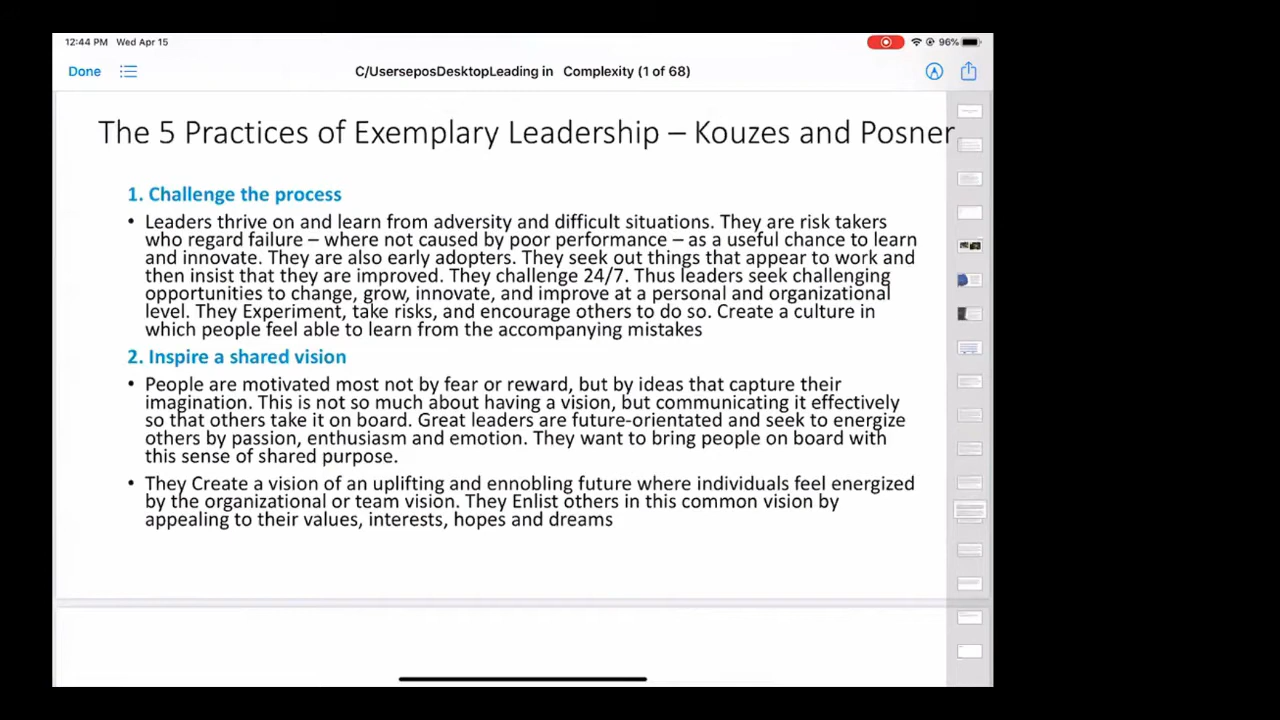 12:44 PM Wed Apr 15
96%
Done
C/UserseposDesktopLeading in Complexity (1 of 68)
The 5 Practices of Exemplary Leadership – Kouzes and Posner
1. Challenge the process
• Leaders thrive on and learn from adversity and difficult situations. They are risk takers
who regard failure – where not caused by poor performance – as a useful chance to learn
and innovate. They are also early adopters. They seek out things that appear to work and
then insist that they are improved. They challenge 24/7. Thus leaders seek challenging
opportunities to change, grow, innovate, and improve at a personal and organizational
level. They Experiment, take risks, and encourage others to do so. Create a culture in
which people feel able to learn from the accompanying mistakes
2. Inspire a shared vision
• People are motivated most not by fear or reward, but by ideas that capture their
imagination. This is not so much about having a vision, but communicating it effectively
so that others take it on board. Great leaders are future-orientated and seek to energize
others by passion, enthusiasm and emotion. They want to bring people on board with
this sense of shared purpose.
• They Create a vision of an uplifting and ennobling future where individuals feel energized
by the organizational or team vision. They Enlist others in this common vision by
appealing to their values, interests, hopes and dreams